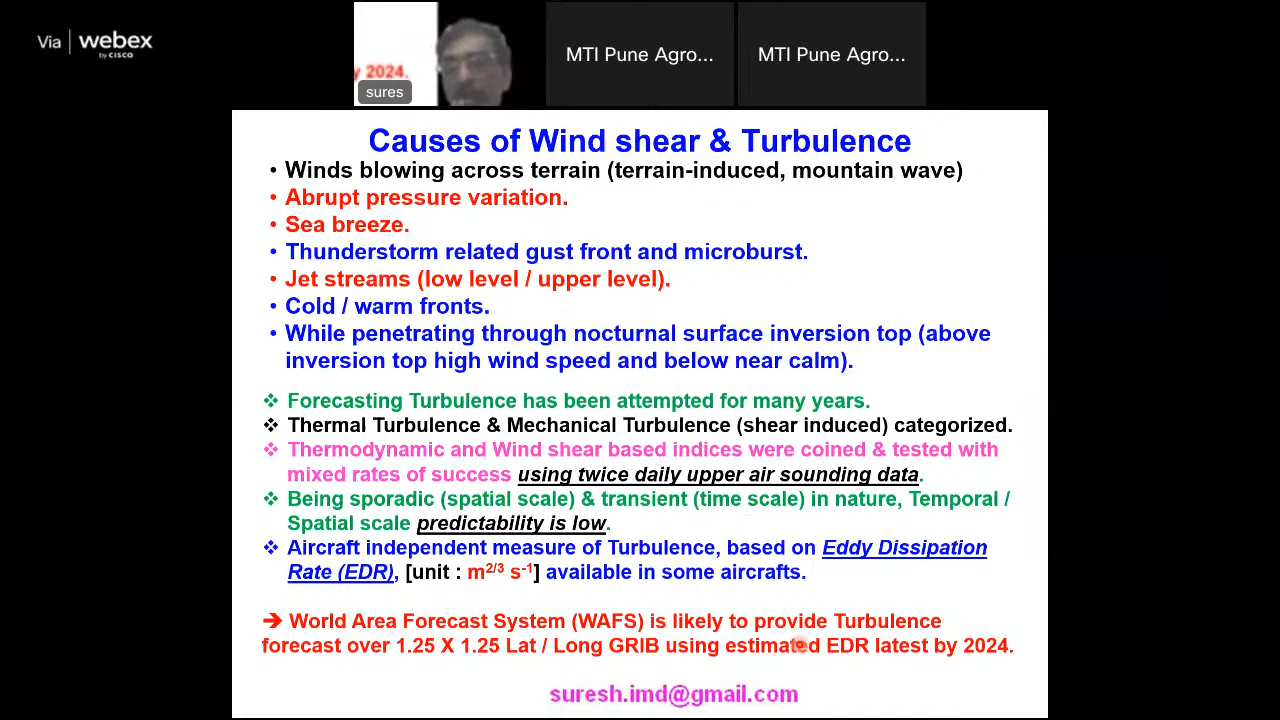 Via | webex
by CISCO
y 2024.
sures
MTI Pune Agro...
MTI Pune Agro...
Causes of Wind shear & Turbulence
• Winds blowing across terrain (terrain-induced, mountain wave)
• Abrupt pressure variation.
• Sea breeze.
• Thunderstorm related gust front and microburst.
• Jet streams (low level / upper level).
• Cold / warm fronts.
• While penetrating through nocturnal surface inversion top (above
inversion top high wind speed and below near calm).
❖ Forecasting Turbulence has been attempted for many years.
❖ Thermal Turbulence & Mechanical Turbulence (shear induced) categorized.
❖ Thermodynamic and Wind shear based indices were coined & tested with
mixed rates of success using twice daily upper air sounding data.
❖ Being sporadic (spatial scale) & transient (time scale) in nature, Temporal /
Spatial scale predictability is low.
❖ Aircraft independent measure of Turbulence, based on Eddy Dissipation
Rate (EDR), [unit : m²ᐟ³ s⁻¹] available in some aircrafts.
➔ World Area Forecast System (WAFS) is likely to provide Turbulence
forecast over 1.25 X 1.25 Lat / Long GRIB using estimated EDR latest by 2024.
suresh.imd@gmail.com